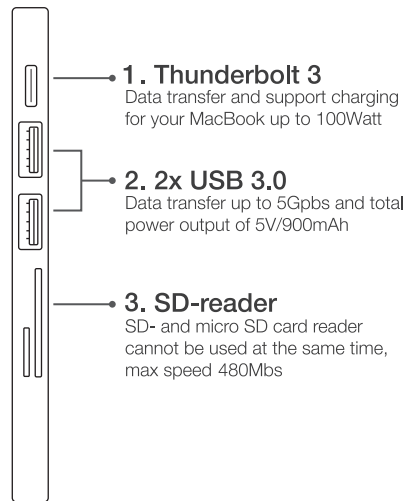 1. Thunderbolt 3
Data transfer and support charging
for your MacBook up to 100Watt
2. 2x USB 3.0
Data transfer up to 5Gpbs and total
power output of 5V/900mAh
3. SD-reader
SD- and micro SD card reader
cannot be used at the same time,
max speed 480Mbs